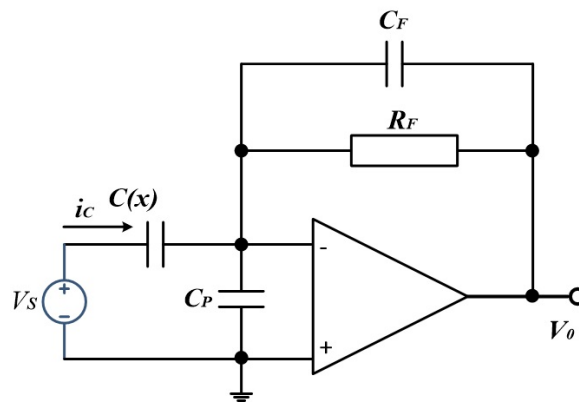 CF
RF
C(x)
iC
-
VS
+
−
CP
+
V0